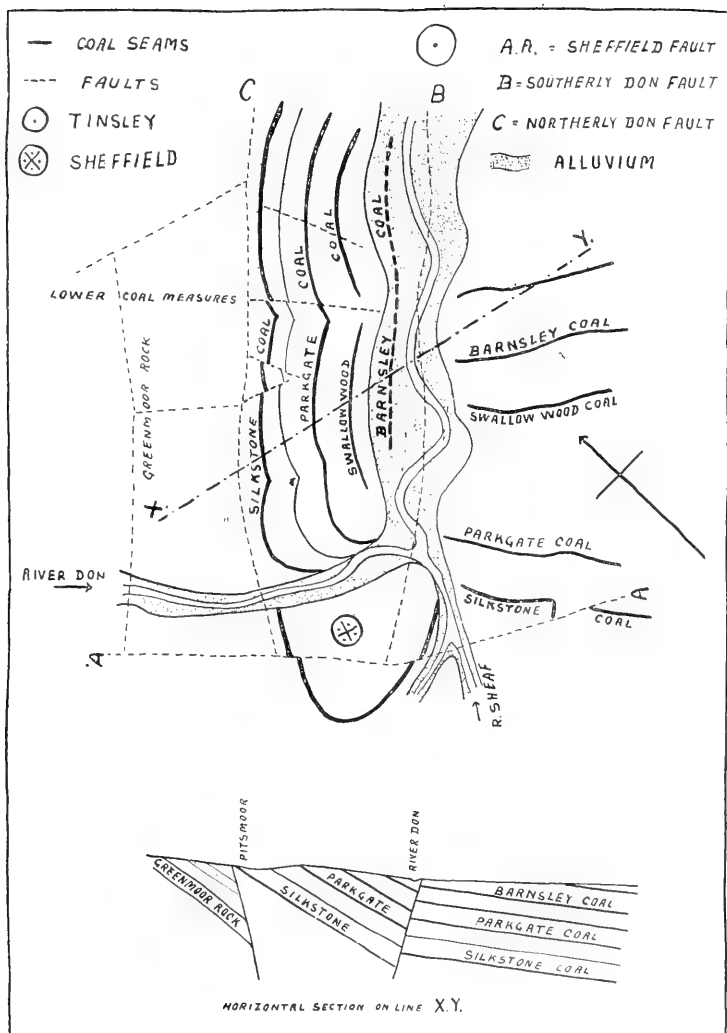 COAL SEAMS
FAULTS
TINSLEY
SHEFFIELD
A.A. = SHEFFIELD FAULT
B = SOUTHERLY DON FAULT
C = NORTHERLY DON FAULT
ALLUVIUM
C
B
Y.
LOWER COAL MEASURES
GREENMOOR ROCK
SILKSTONE COAL
PARKGATE COAL
SWALLOW WOOD COAL
BARNSLEY COAL
BARNSLEY COAL
SWALLOW WOOD COAL
X
PARKGATE COAL
RIVER DON
SILKSTONE COAL
A
A
R. SHEAF
PITSMOOR
RIVER DON
GREENMOOR ROCK
SILKSTONE
PARKGATE
BARNSLEY COAL
PARKGATE COAL
SILKSTONE COAL
HORIZONTAL SECTION ON LINE X.Y.